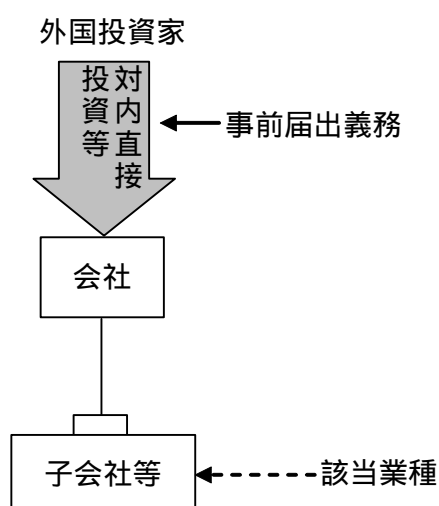 外国投資家
対内直接
投資等
事前届出義務
会社
子会社等
該当業種